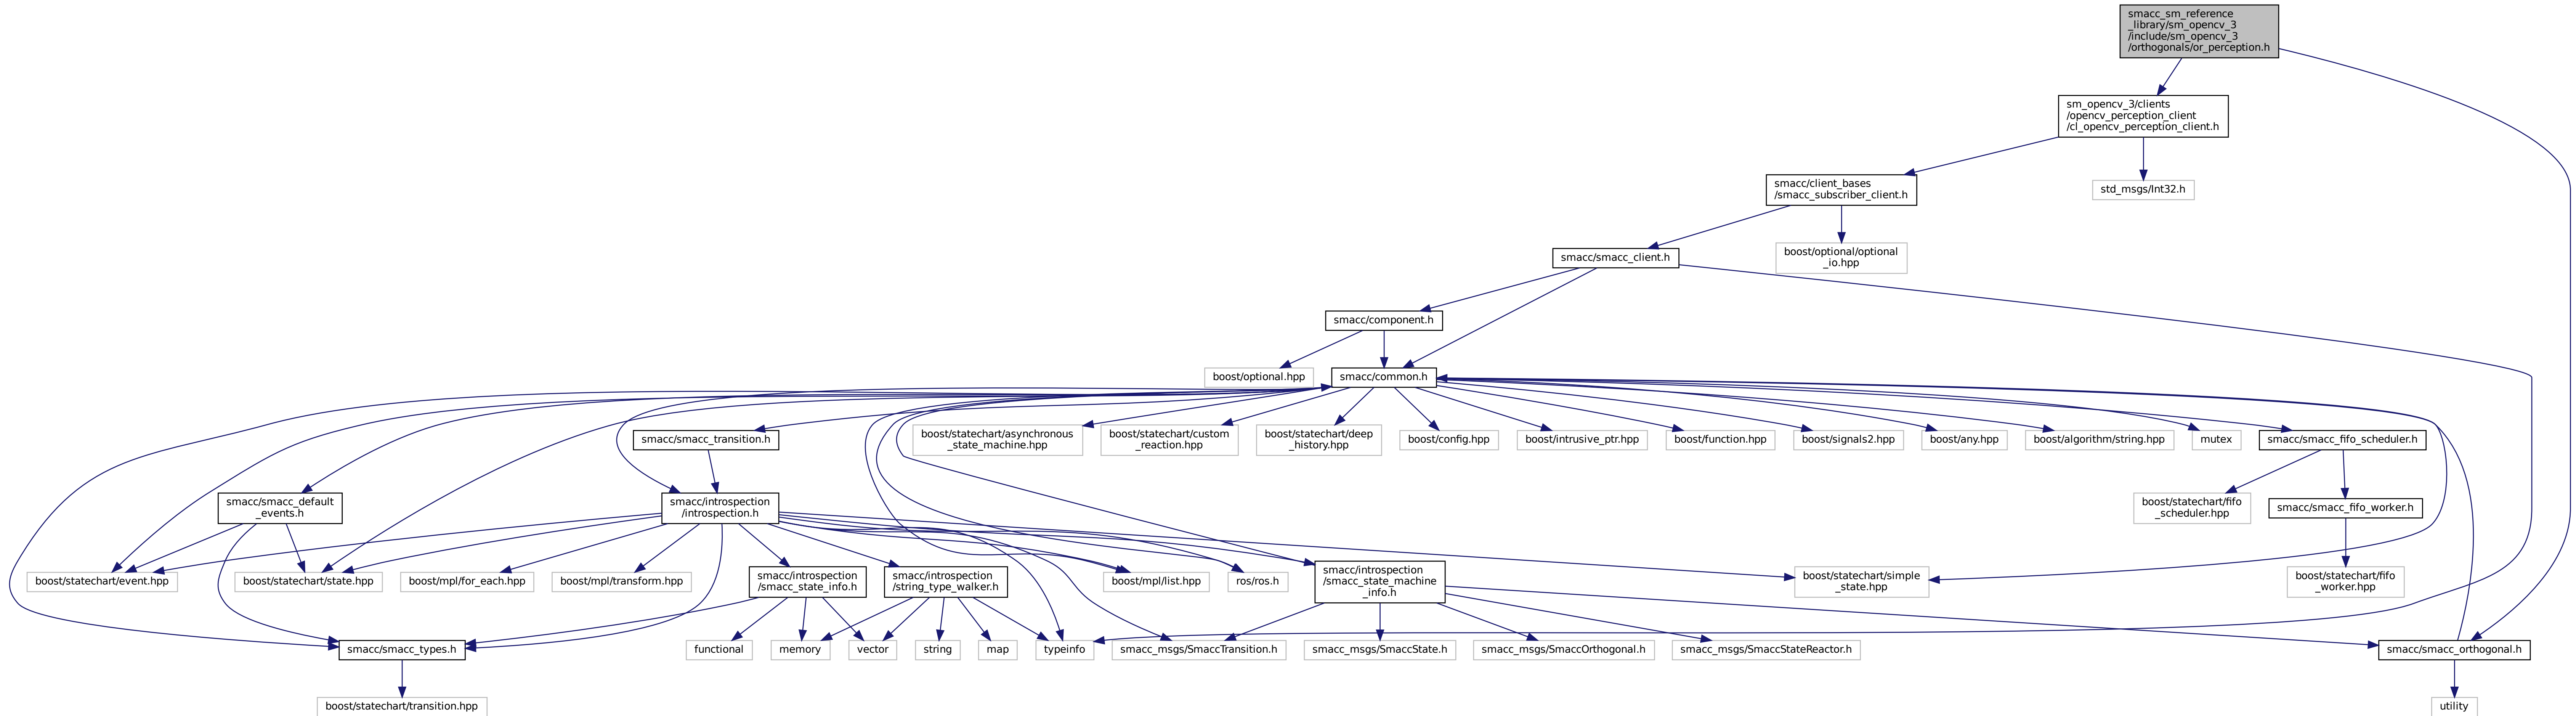 smacc_sm_reference
_library/sm_opencv_3
/include/sm_opencv_3
/orthogonals/or_perception.h
sm_opencv_3/clients
/opencv_perception_client
/cl_opencv_perception_client.h
smacc/client_bases
/smacc_subscriber_client.h
std_msgs/Int32.h
smacc/smacc_client.h
boost/optional/optional
_io.hpp
smacc/component.h
boost/optional.hpp
smacc/common.h
smacc/smacc_transition.h
boost/statechart/asynchronous
_state_machine.hpp
boost/statechart/custom
_reaction.hpp
boost/statechart/deep
_history.hpp
boost/config.hpp
boost/intrusive_ptr.hpp
boost/function.hpp
boost/signals2.hpp
boost/any.hpp
boost/algorithm/string.hpp
mutex
smacc/smacc_fifo_scheduler.h
smacc/smacc_default
_events.h
smacc/introspection
/introspection.h
boost/statechart/fifo
_scheduler.hpp
smacc/smacc_fifo_worker.h
boost/statechart/event.hpp
boost/statechart/state.hpp
boost/mpl/for_each.hpp
boost/mpl/transform.hpp
smacc/introspection
/smacc_state_info.h
smacc/introspection
/string_type_walker.h
boost/mpl/list.hpp
ros/ros.h
smacc/introspection
/smacc_state_machine
_info.h
boost/statechart/simple
_state.hpp
boost/statechart/fifo
_worker.hpp
smacc/smacc_types.h
functional
memory
vector
string
map
typeinfo
smacc_msgs/SmaccTransition.h
smacc_msgs/SmaccState.h
smacc_msgs/SmaccOrthogonal.h
smacc_msgs/SmaccStateReactor.h
smacc/smacc_orthogonal.h
boost/statechart/transition.hpp
utility